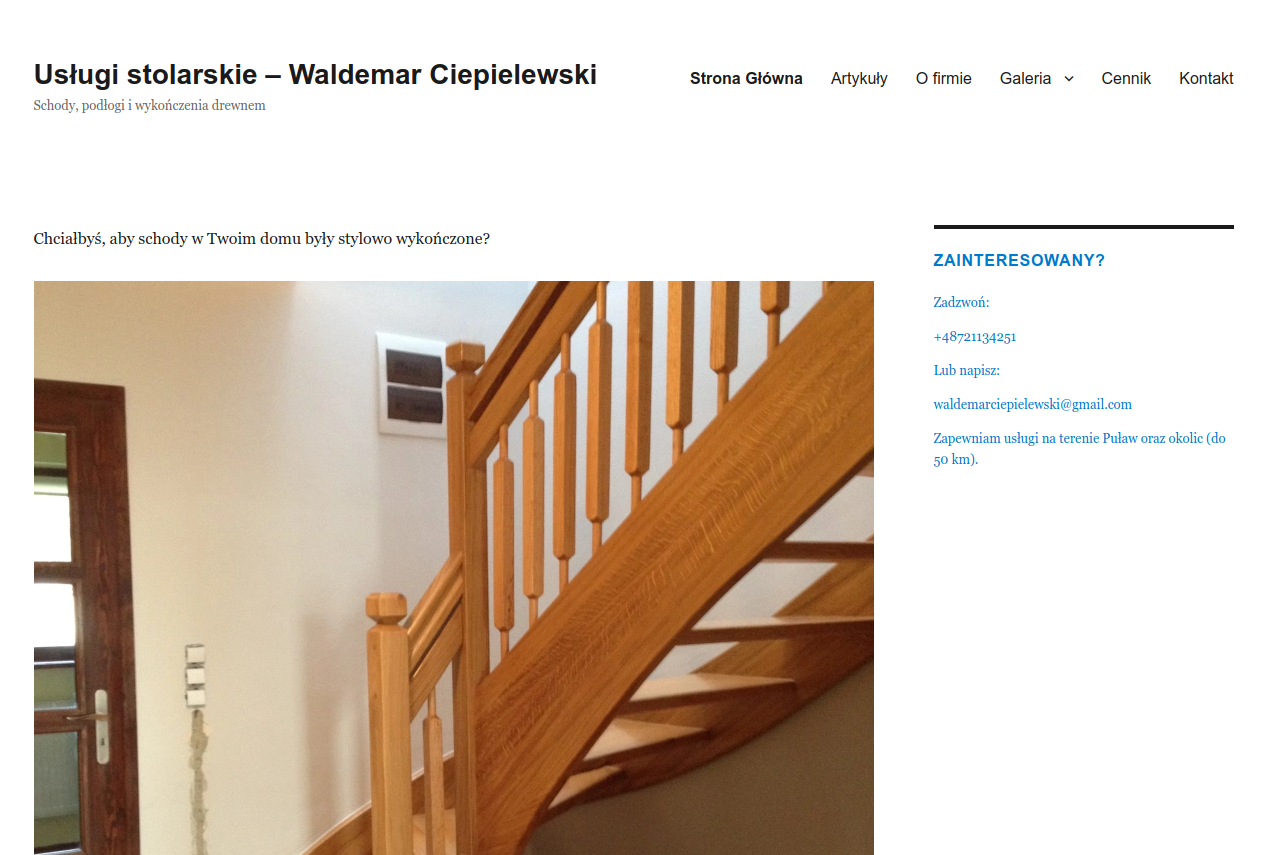 Usługi stolarskie – Waldemar Ciepielewski
Schody, podłogi i wykończenia drewnem
Strona Główna Artykuły O firmie Galeria Cennik Kontakt
Chciałbyś, aby schody w Twoim domu były stylowo wykończone?
ZAINTERESOWANY?
Zadzwoń:
+48721134251
Lub napisz:
waldemarciepielewski@gmail.com
Zapewniam usługi na terenie Puław oraz okolic (do
50 km).